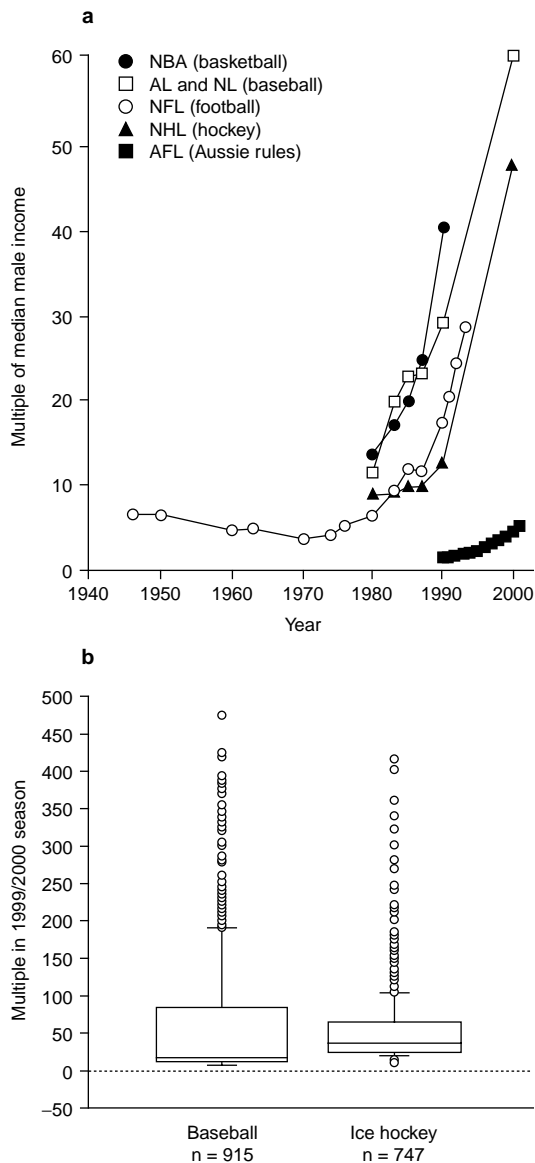 a
60
50
40
30
20
10
0
Multiple of median male income
NBA (basketball)
AL and NL (baseball)
NFL (football)
NHL (hockey)
AFL (Aussie rules)
1940 1950 1960 1970 1980 1990 2000
Year
b
500
450
400
350
300
250
200
150
100
50
0
–50
Multiple in 1999/2000 season
Baseball Ice hockey
n = 915 n = 747